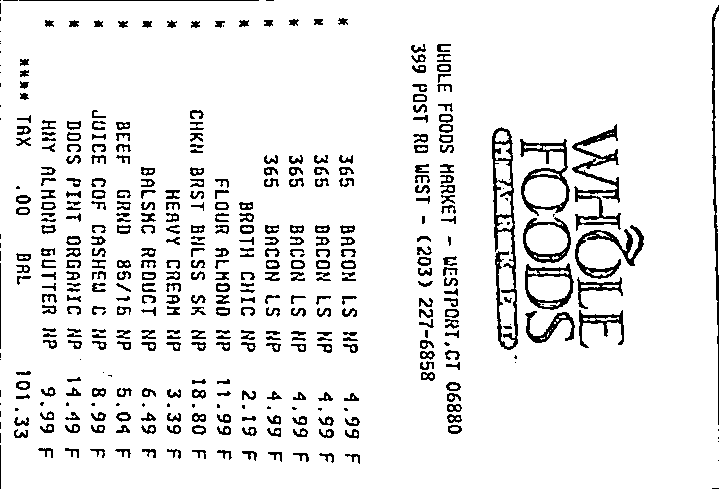 WHOLE
FOODS
MARKET
WHOLE FOODS MARKET - WESTPORT,CT 06880
399 POST RD WEST - (203) 227-6858
* 365 BACON LS NP 4.99 F
* 365 BACON LS NP 4.99 F
* 365 BACON LS NP 4.99 F
* 365 BACON LS NP 4.99 F
* BROTH CHIC NP 2.19 F
* FLOUR ALMOND NP 11.99 F
* CHKN BRST BNLSS SK NP 18.80 F
* HEAVY CREAM NP 3.39 F
* BALSMC REDUCT NP 6.49 F
* BEEF GRND 85/15 NP 5.04 F
* JUICE COF CASHEW C NP 8.99 F
* DOCS PINT ORGANIC NP 14.49 F
* HNY ALMOND BUTTER NP 9.99 F
**** TAX .00 BAL 101.33